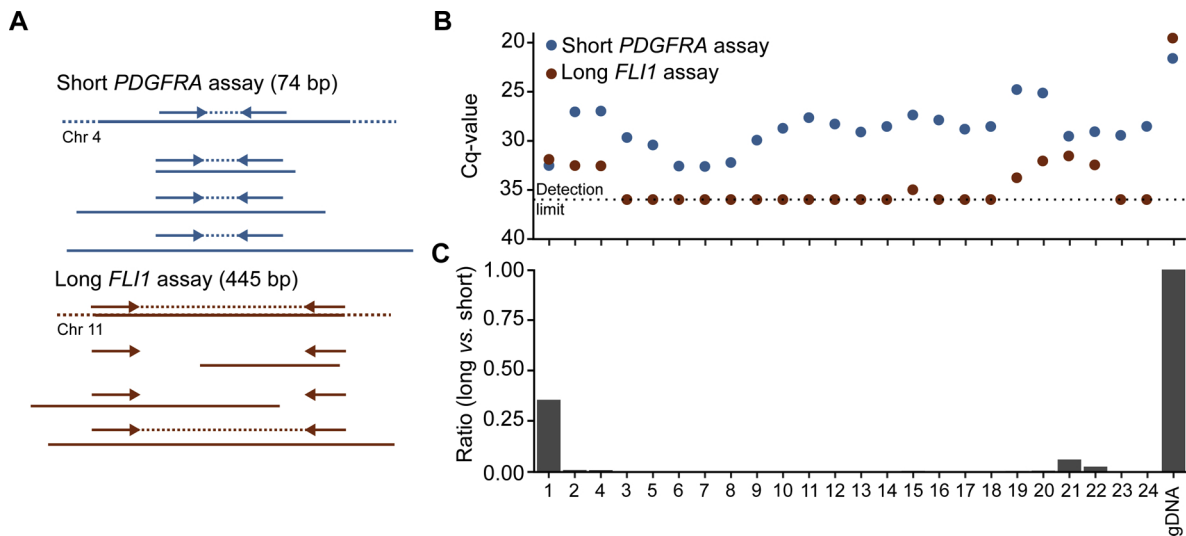 A
Short PDGFRA assay (74 bp)
Chr 4
Long FLI1 assay (445 bp)
Chr 11
B
Short PDGFRA assay
Long FLI1 assay
Cq-value
20
25
30
35
40
Detection
limit
C
Ratio (long vs. short)
1.00
0.75
0.50
0.25
0.00
1 2 4 3 5 6 7 8 9 10 11 12 13 14 15 16 17 18 19 20 21 22 23 24 gDNA